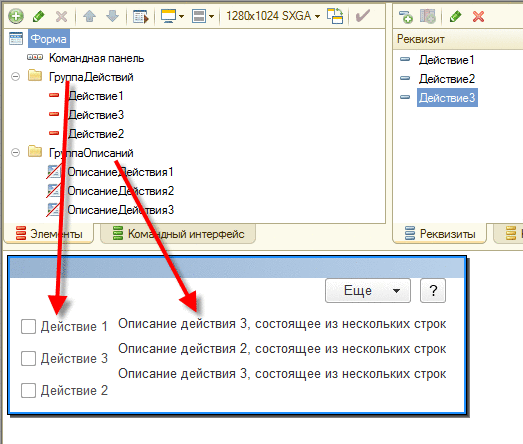 1280x1024 SXGA
Форма
Командная панель
ГруппаДействий
Действие1
Действие3
Действие2
ГруппаОписаний
ОписаниеДействия1
ОписаниеДействия2
ОписаниеДействия3
Элементы
Командный интерфейс
Реквизит
Действие1
Действие2
Действие3
Реквизиты
Еще
?
Действие 1
Описание действия 3, состоящее из нескольких строк
Описание действия 2, состоящее из нескольких строк
Действие 3
Описание действия 3, состоящее из нескольких строк
Действие 2